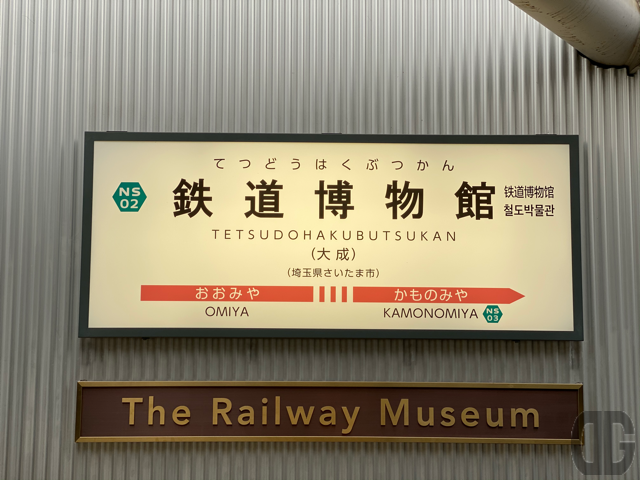 てつどうはくぶつかん
NS
02
鉄道博物館
铁道博物馆
철도박물관
TETSUDOHAKUBUTSUKAN
（大成）
（埼玉県さいたま市）
おおみや
かものみや
OMIYA
KAMONOMIYA
NS
03
The Railway Museum
DG